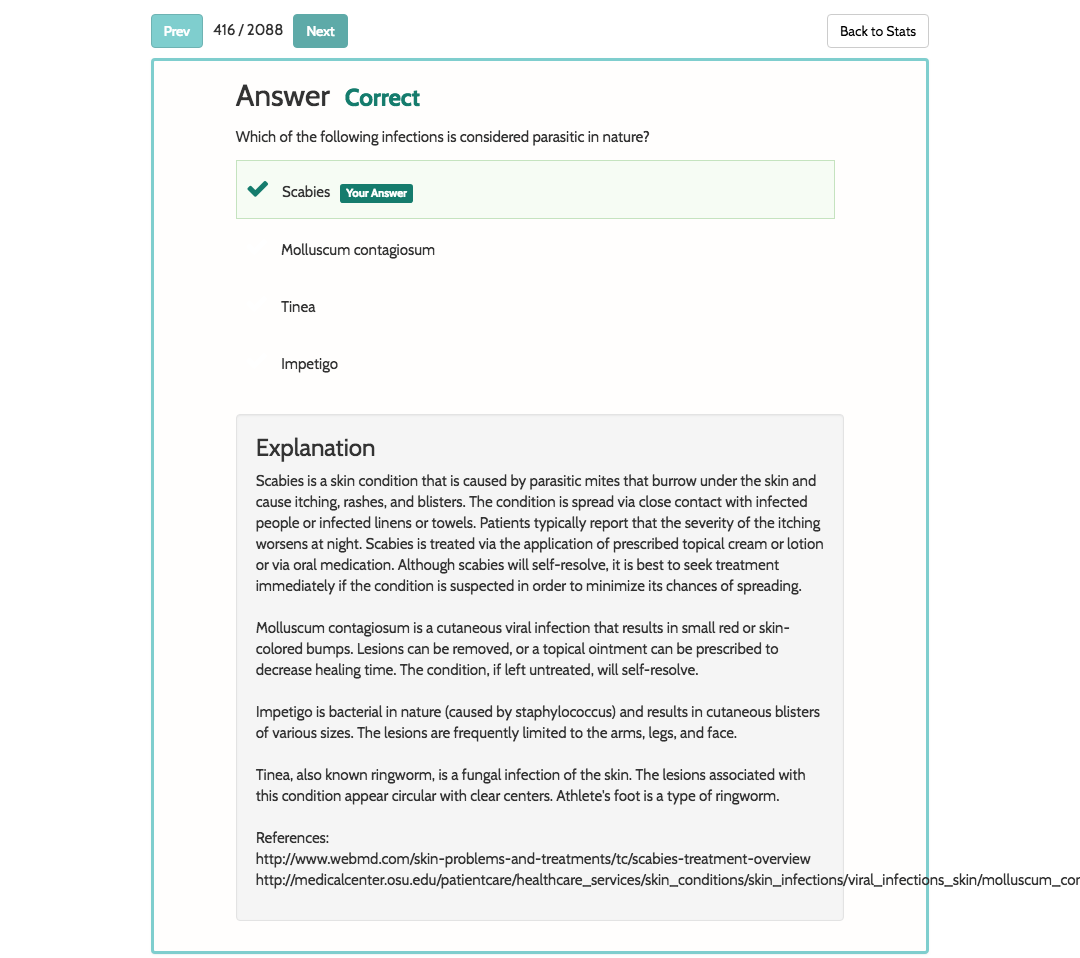 Prev 416 / 2088 Next Back to Stats
Answer Correct
Which of the following infections is considered parasitic in nature?
Scabies Your Answer
Molluscum contagiosum
Tinea
Impetigo
Explanation
Scabies is a skin condition that is caused by parasitic mites that burrow under the skin and
cause itching, rashes, and blisters. The condition is spread via close contact with infected
people or infected linens or towels. Patients typically report that the severity of the itching
worsens at night. Scabies is treated via the application of prescribed topical cream or lotion
or via oral medication. Although scabies will self-resolve, it is best to seek treatment
immediately if the condition is suspected in order to minimize its chances of spreading.
Molluscum contagiosum is a cutaneous viral infection that results in small red or skin-
colored bumps. Lesions can be removed, or a topical ointment can be prescribed to
decrease healing time. The condition, if left untreated, will self-resolve.
Impetigo is bacterial in nature (caused by staphylococcus) and results in cutaneous blisters
of various sizes. The lesions are frequently limited to the arms, legs, and face.
Tinea, also known ringworm, is a fungal infection of the skin. The lesions associated with
this condition appear circular with clear centers. Athlete's foot is a type of ringworm.
References:
http://www.webmd.com/skin-problems-and-treatments/tc/scabies-treatment-overview
http://medicalcenter.osu.edu/patientcare/healthcare_services/skin_conditions/skin_infections/viral_infections_skin/molluscum_con